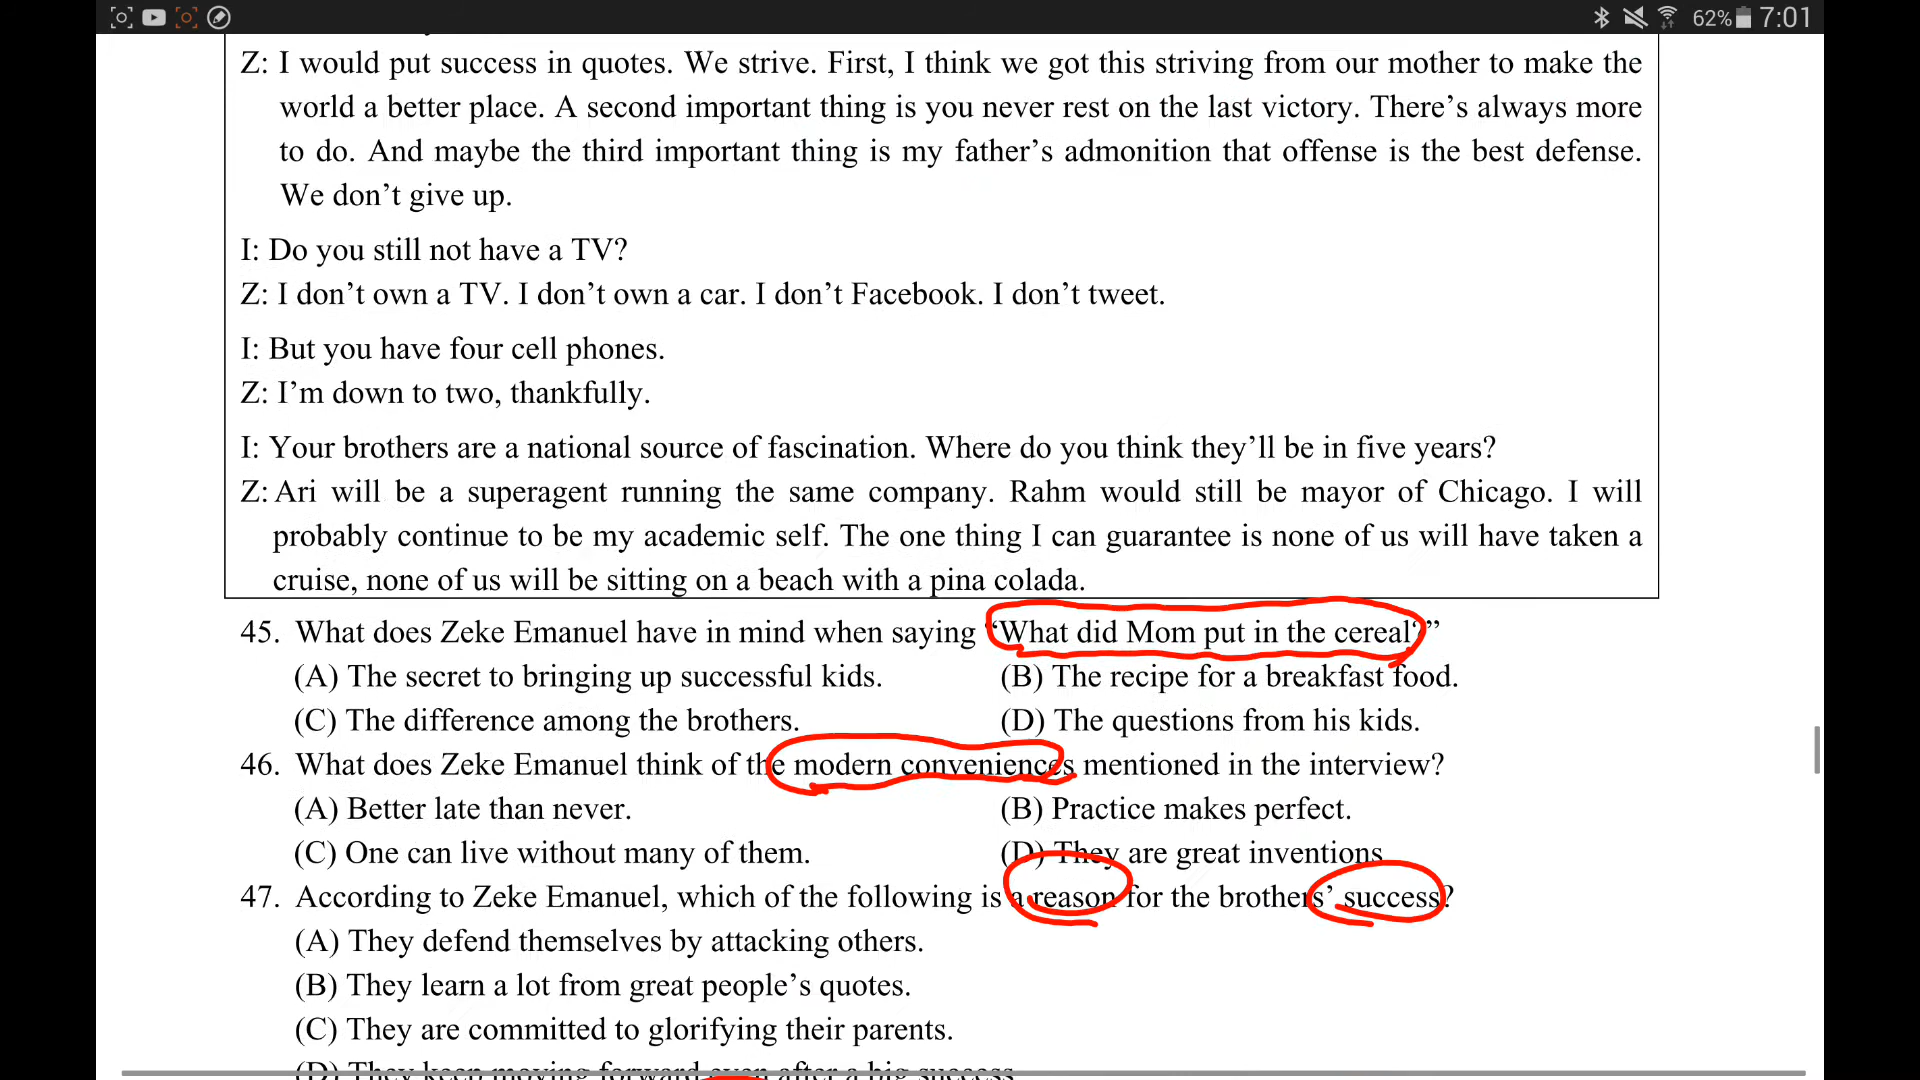 62% 7:01
Z: I would put success in quotes. We strive. First, I think we got this striving from our mother to make the
world a better place. A second important thing is you never rest on the last victory. There’s always more
to do. And maybe the third important thing is my father’s admonition that offense is the best defense.
We don’t give up.
I: Do you still not have a TV?
Z: I don’t own a TV. I don’t own a car. I don’t Facebook. I don’t tweet.
I: But you have four cell phones.
Z: I’m down to two, thankfully.
I: Your brothers are a national source of fascination. Where do you think they’ll be in five years?
Z: Ari will be a superagent running the same company. Rahm would still be mayor of Chicago. I will
probably continue to be my academic self. The one thing I can guarantee is none of us will have taken a
cruise, none of us will be sitting on a beach with a pina colada.
45. What does Zeke Emanuel have in mind when saying “What did Mom put in the cereal?”
(A) The secret to bringing up successful kids. (B) The recipe for a breakfast food.
(C) The difference among the brothers. (D) The questions from his kids.
46. What does Zeke Emanuel think of the modern conveniences mentioned in the interview?
(A) Better late than never. (B) Practice makes perfect.
(C) One can live without many of them. (D) They are great inventions.
47. According to Zeke Emanuel, which of the following is a reason for the brothers’ success?
(A) They defend themselves by attacking others.
(B) They learn a lot from great people’s quotes.
(C) They are committed to glorifying their parents.
(D) They keep moving forward even after a big success.